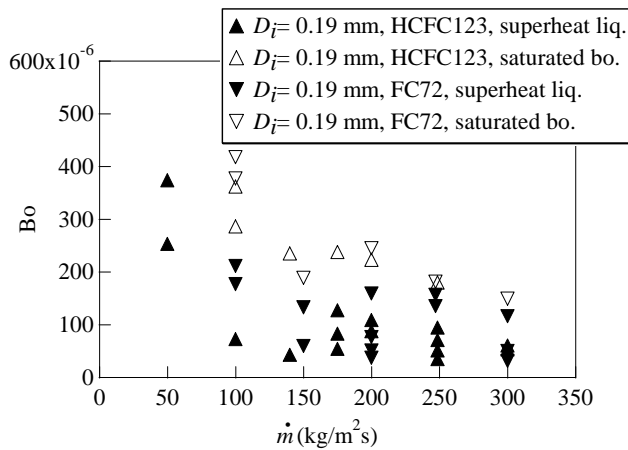 ▲ Di= 0.19 mm, HCFC123, superheat liq.
△ Di= 0.19 mm, HCFC123, saturated bo.
▼ Di= 0.19 mm, FC72, superheat liq.
▽ Di= 0.19 mm, FC72, saturated bo.
600x10-6
500
400
300
200
100
0
Bo
0 50 100 150 200 250 300 350
ṁ (kg/m²s)